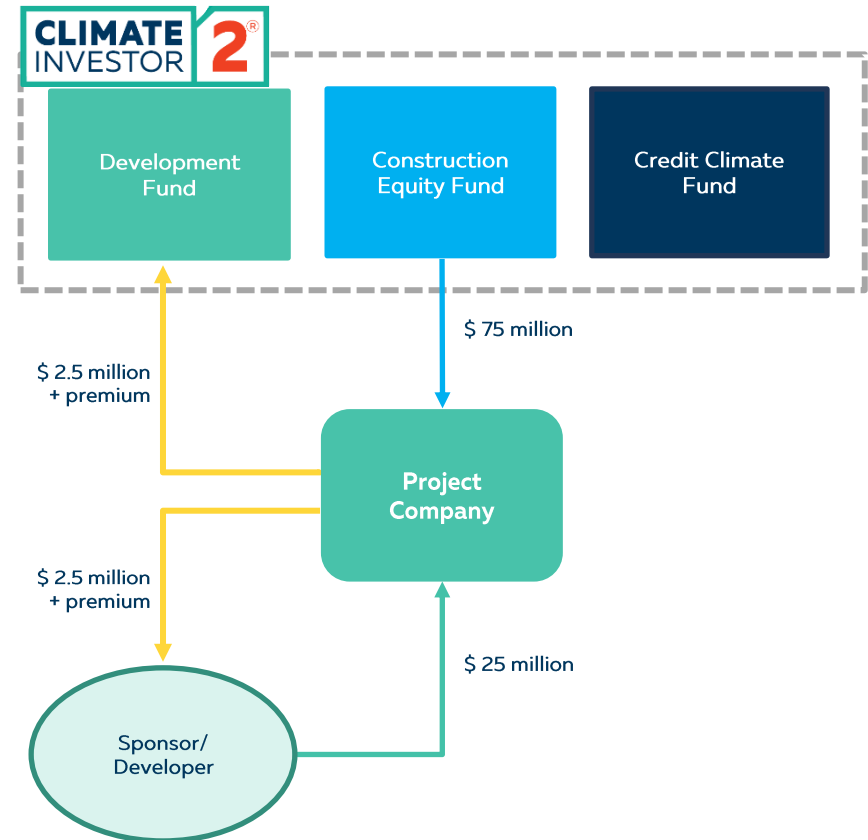 CLIMATE
INVESTOR
2®
Development
Fund
Construction
Equity Fund
Credit Climate
Fund
$ 75 million
$ 2.5 million
+ premium
Project
Company
$ 2.5 million
+ premium
$ 25 million
Sponsor/
Developer